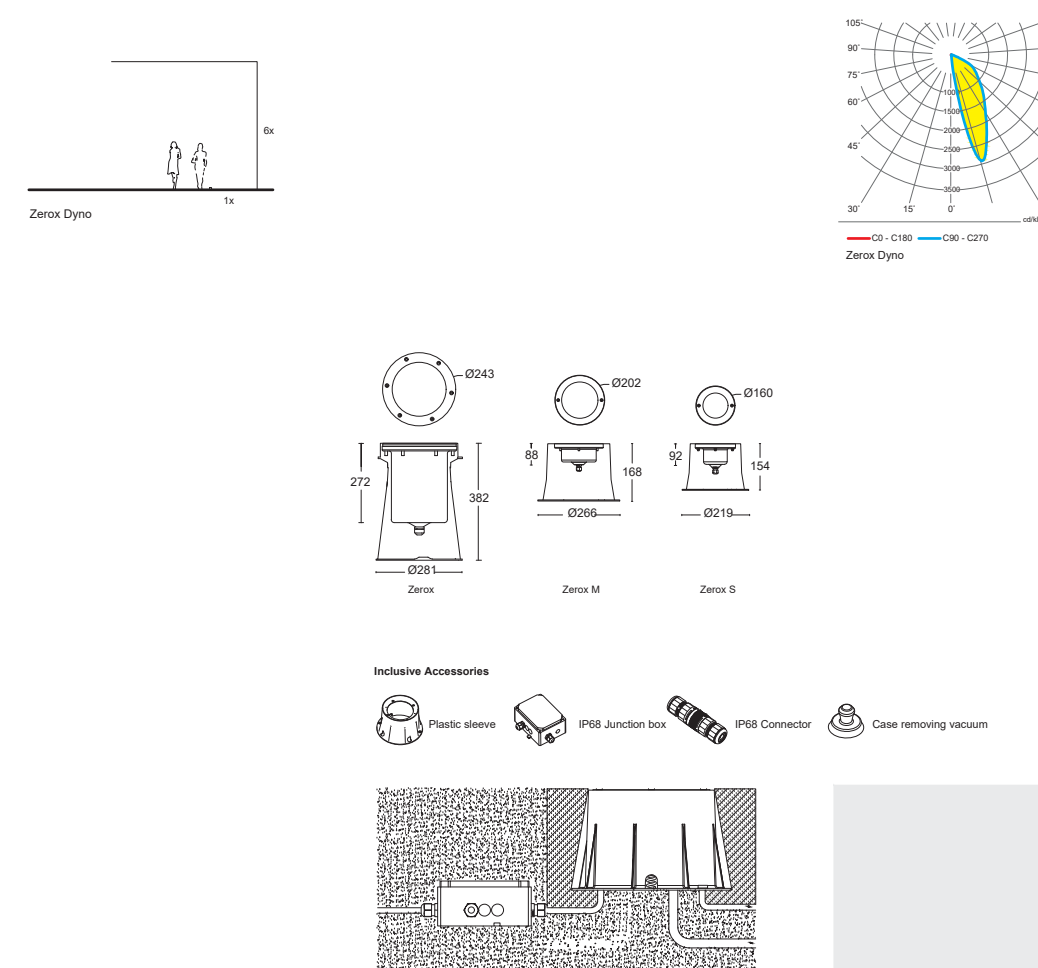 6x
1x
Zerox Dyno
105°
90°
75°
60°
45°
30°
15°
0°
1000
1500
2000
2500
3000
3500
cd/kl
C0 - C180
C90 - C270
Zerox Dyno
Ø243
Ø202
Ø160
272
382
Ø281
88
168
Ø266
92
154
Ø219
Zerox
Zerox M
Zerox S
Inclusive Accessories
Plastic sleeve
IP68 Junction box
IP68 Connector
Case removing vacuum